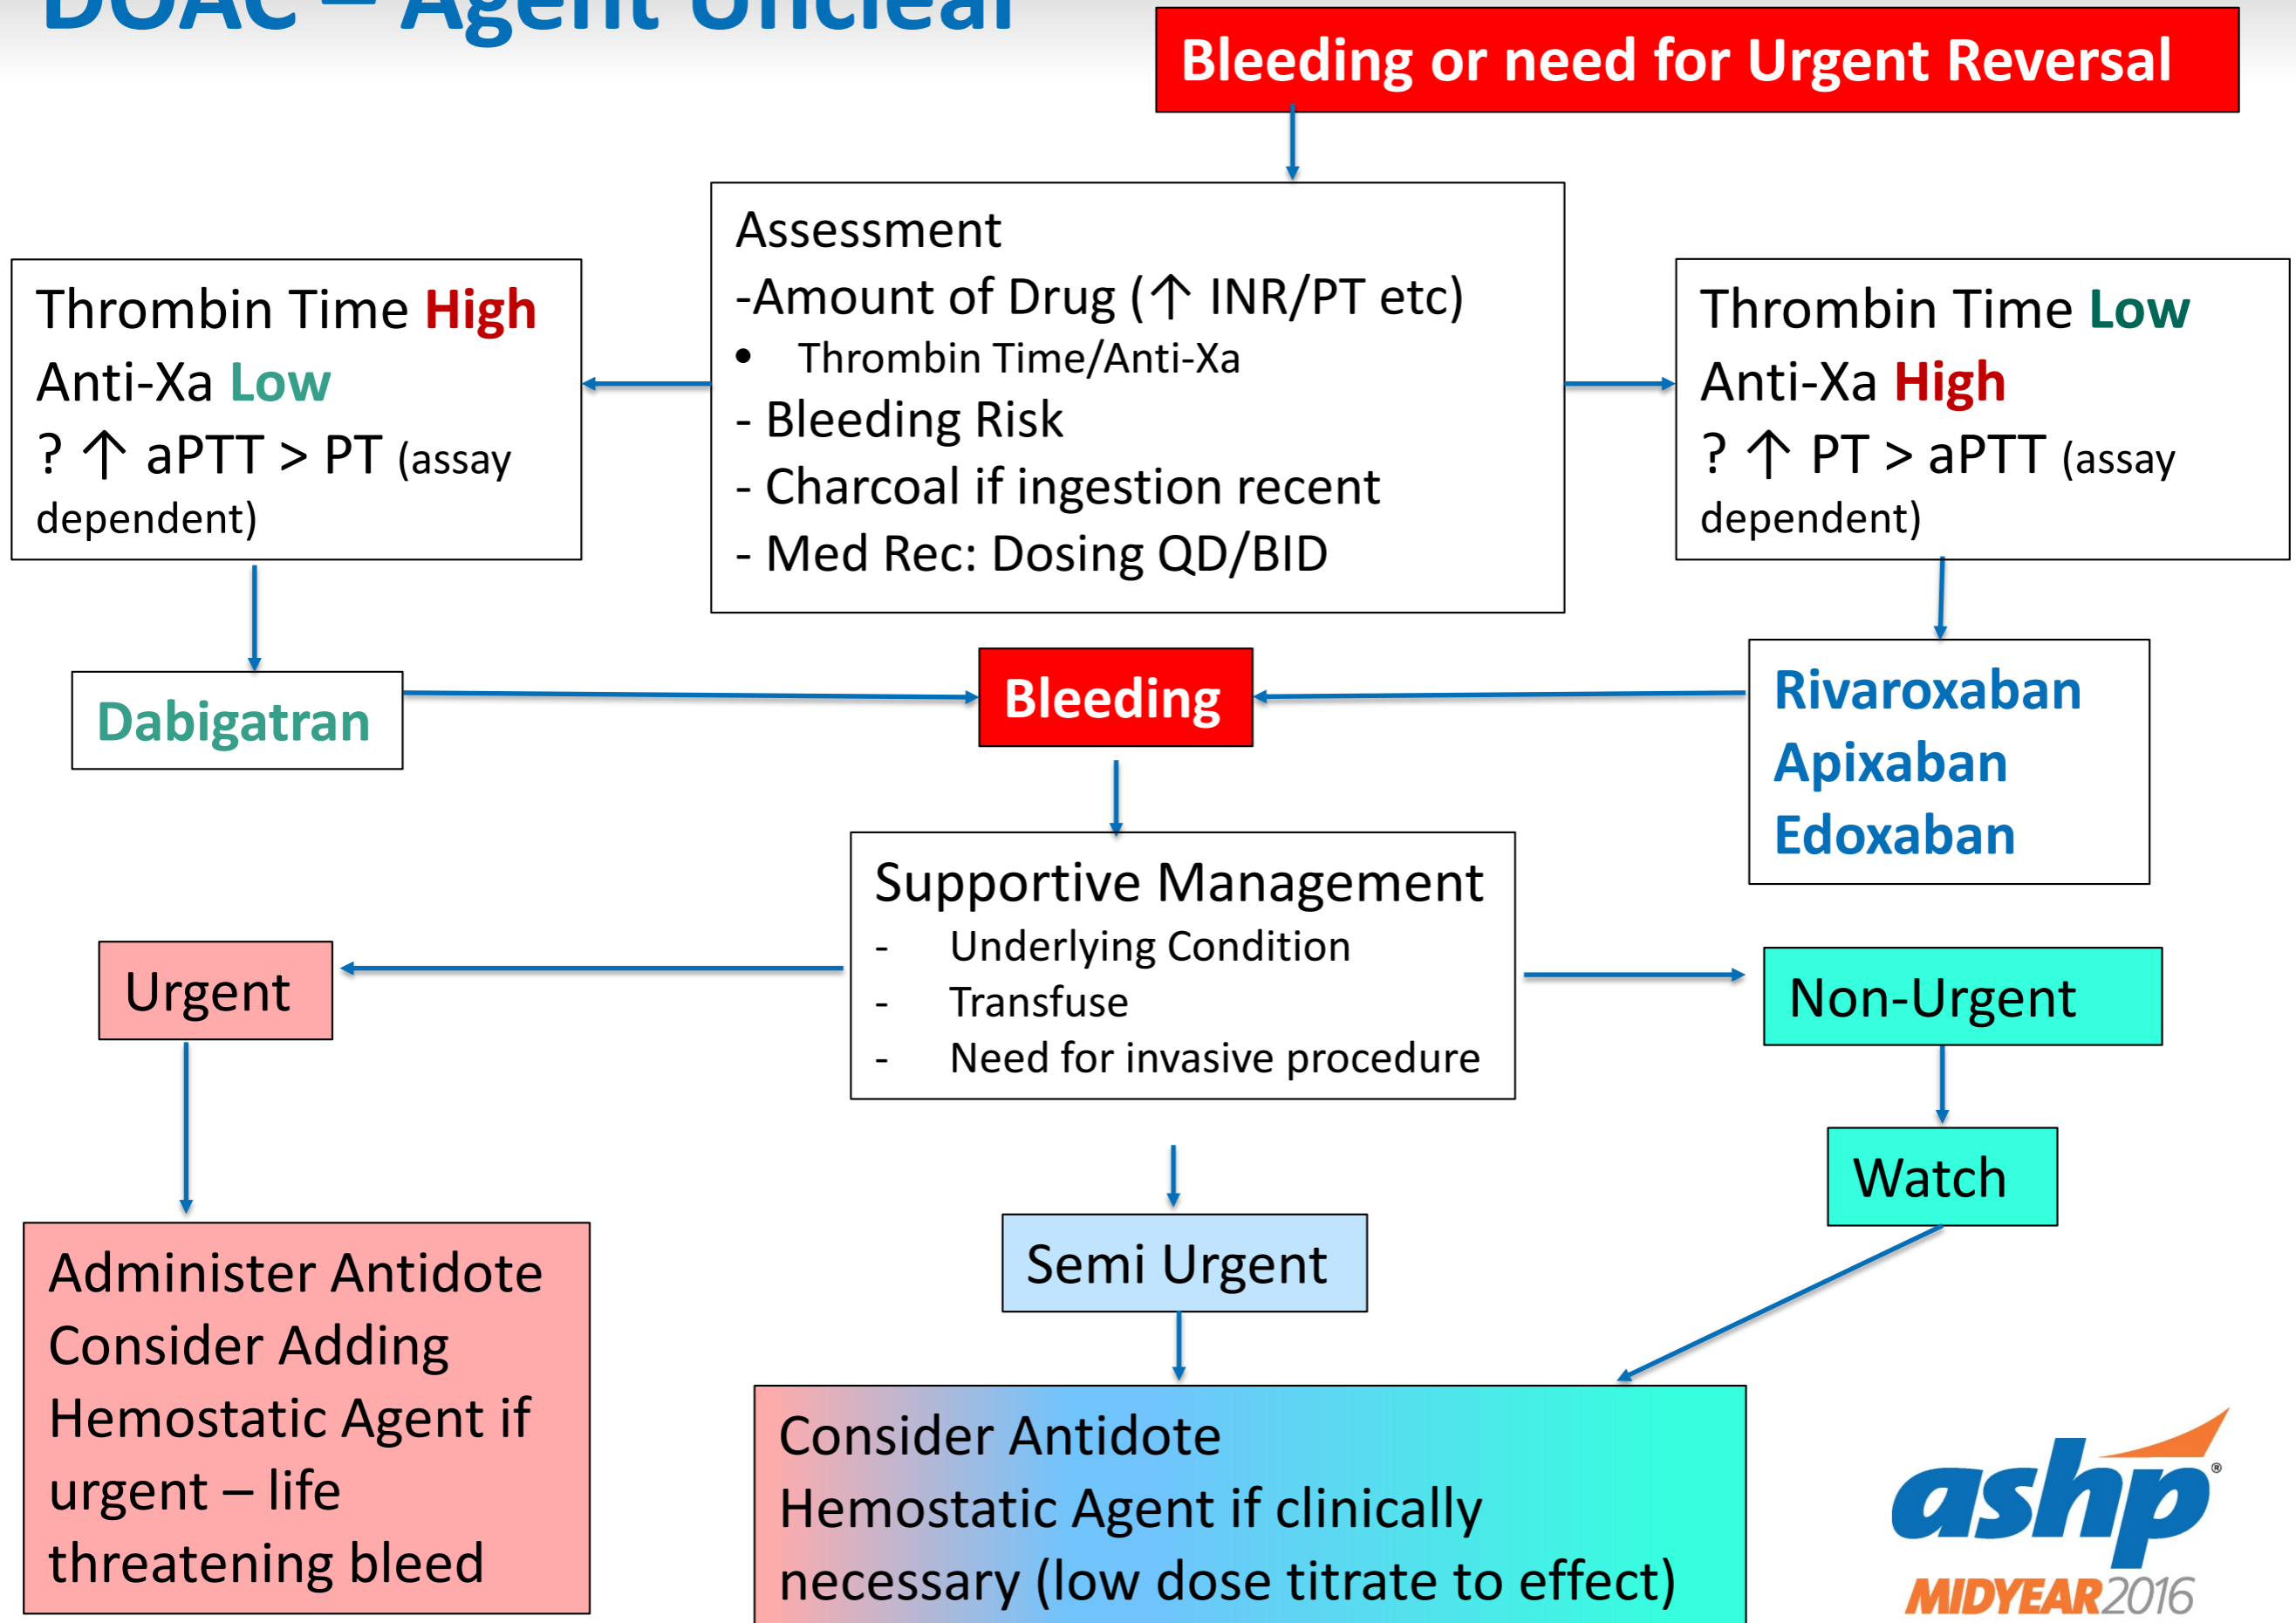 DOAC – Agent Unclear
Bleeding or need for Urgent Reversal
Assessment
-Amount of Drug (↑ INR/PT etc)
• Thrombin Time/Anti-Xa
- Bleeding Risk
- Charcoal if ingestion recent
- Med Rec: Dosing QD/BID
Thrombin Time High
Anti-Xa Low
? ↑ aPTT > PT (assay
dependent)
Thrombin Time Low
Anti-Xa High
? ↑ PT > aPTT (assay
dependent)
Dabigatran
Bleeding
Rivaroxaban
Apixaban
Edoxaban
Supportive Management
- Underlying Condition
- Transfuse
- Need for invasive procedure
Urgent
Non-Urgent
Watch
Semi Urgent
Administer Antidote
Consider Adding
Hemostatic Agent if
urgent – life
threatening bleed
Consider Antidote
Hemostatic Agent if clinically
necessary (low dose titrate to effect)
ashp®
MIDYEAR2016